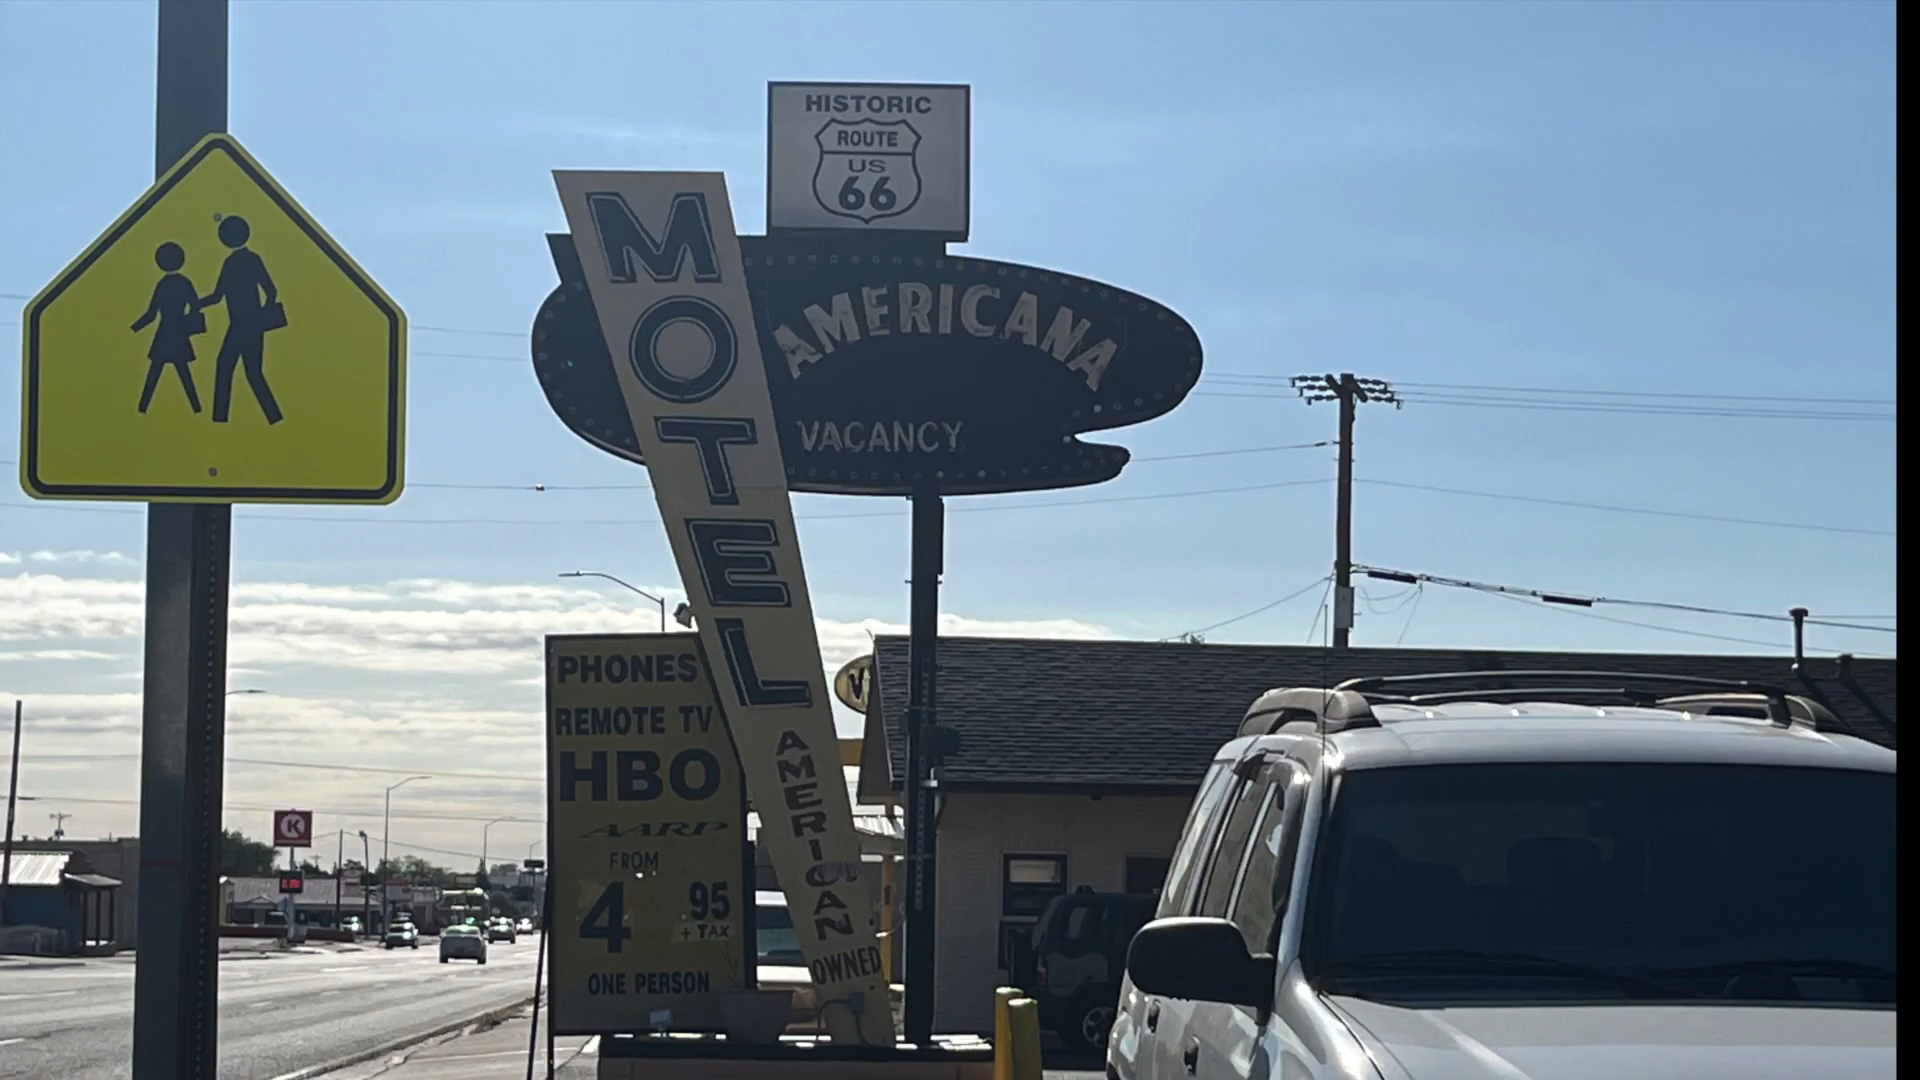 HISTORIC
ROUTE
US
66
MOTEL
AMERICANA
VACANCY
PHONES
REMOTE TV
HBO
AARP
FROM
4 95
+ TAX
ONE PERSON
AMERICAN
OWNED
V
K